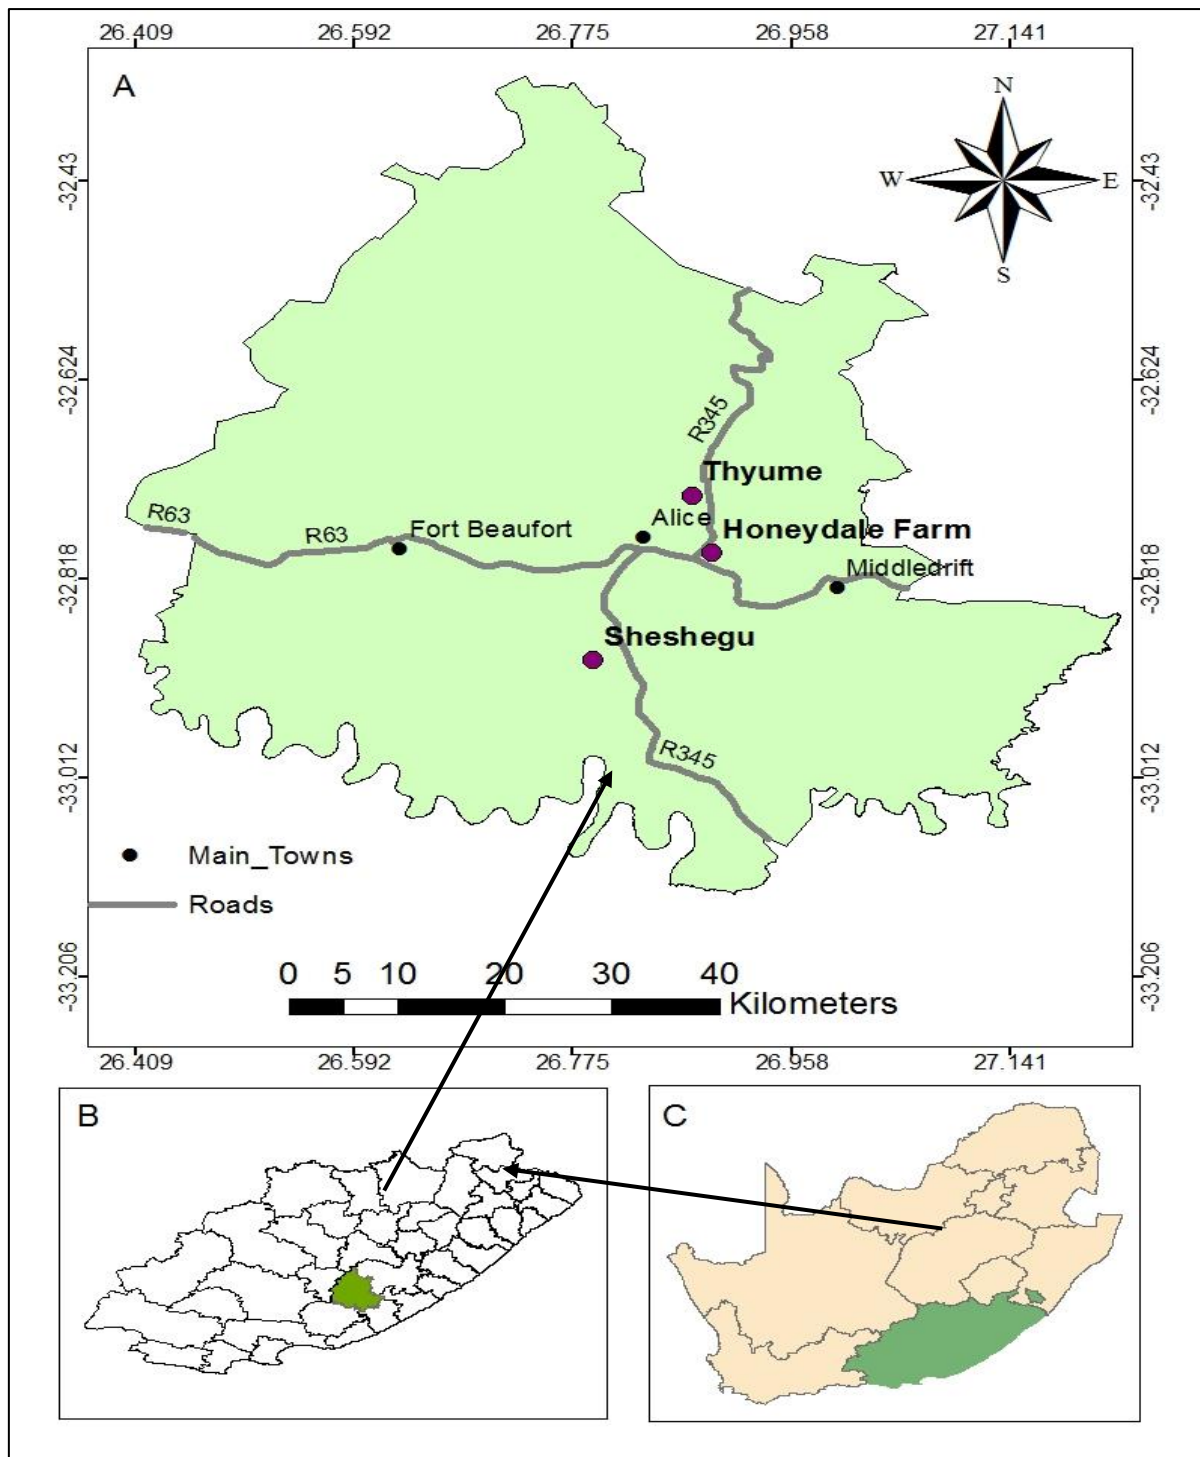 26.409 26.592 26.775 26.958 27.141
A
N
W E
S
-32.43 -32.43
-32.624 -32.624
R345
Thyume
R63
R63
Fort Beaufort
Alice
Honeydale Farm
-32.818 -32.818
Middledrift
Sheshegu
R345
-33.012 -33.012
Main_Towns
Roads
-33.206 -33.206
0 5 10 20 30 40
Kilometers
26.409 26.592 26.775 26.958 27.141
B
C